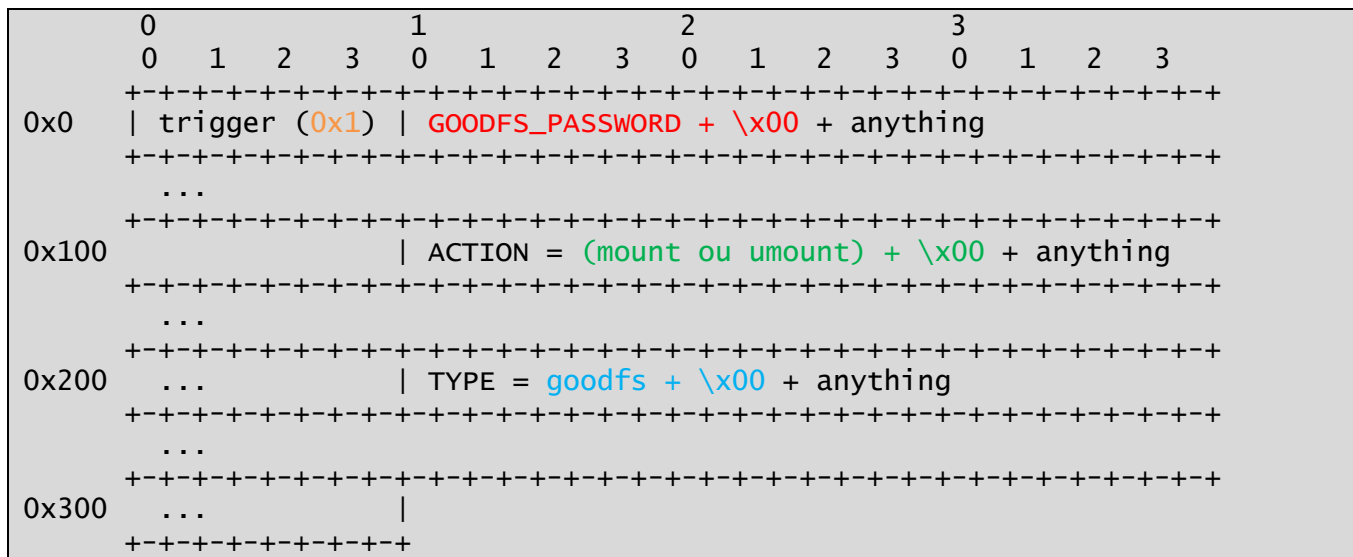 0 1 2 3
0 1 2 3 0 1 2 3 0 1 2 3 0 1 2 3
+-+-+-+-+-+-+-+-+-+-+-+-+-+-+-+-+-+-+-+-+-+-+-+-+-+-+-+-+-+-+-+-+
0x0 | trigger (0x1) | GOODFS_PASSWORD + \x00 + anything
+-+-+-+-+-+-+-+-+-+-+-+-+-+-+-+-+-+-+-+-+-+-+-+-+-+-+-+-+-+-+-+-+
...
+-+-+-+-+-+-+-+-+-+-+-+-+-+-+-+-+-+-+-+-+-+-+-+-+-+-+-+-+-+-+-+-+
0x100 | ACTION = (mount ou umount) + \x00 + anything
+-+-+-+-+-+-+-+-+-+-+-+-+-+-+-+-+-+-+-+-+-+-+-+-+-+-+-+-+-+-+-+-+
...
+-+-+-+-+-+-+-+-+-+-+-+-+-+-+-+-+-+-+-+-+-+-+-+-+-+-+-+-+-+-+-+-+
0x200 ... | TYPE = goodfs + \x00 + anything
+-+-+-+-+-+-+-+-+-+-+-+-+-+-+-+-+-+-+-+-+-+-+-+-+-+-+-+-+-+-+-+-+
...
+-+-+-+-+-+-+-+-+-+-+-+-+-+-+-+-+-+-+-+-+-+-+-+-+-+-+-+-+-+-+-+-+
0x300 ... |
+-+-+-+-+-+-+-+-+